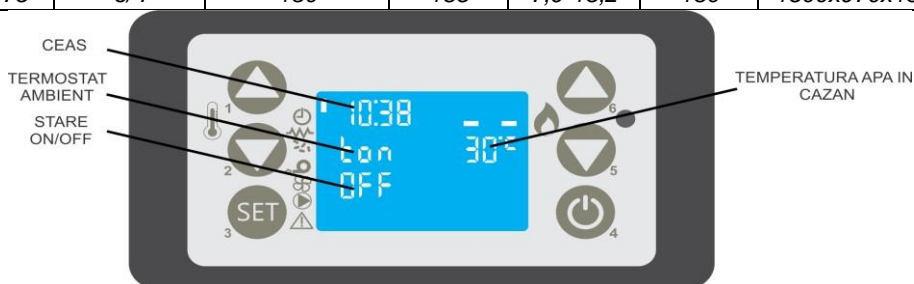 CEAS
TERMOSTAT
AMBIENT
STARE
ON/OFF
TEMPERATURA APA IN
CAZAN
1
2
SET
3
10:38
ton
OFF
30°C
6
5
4